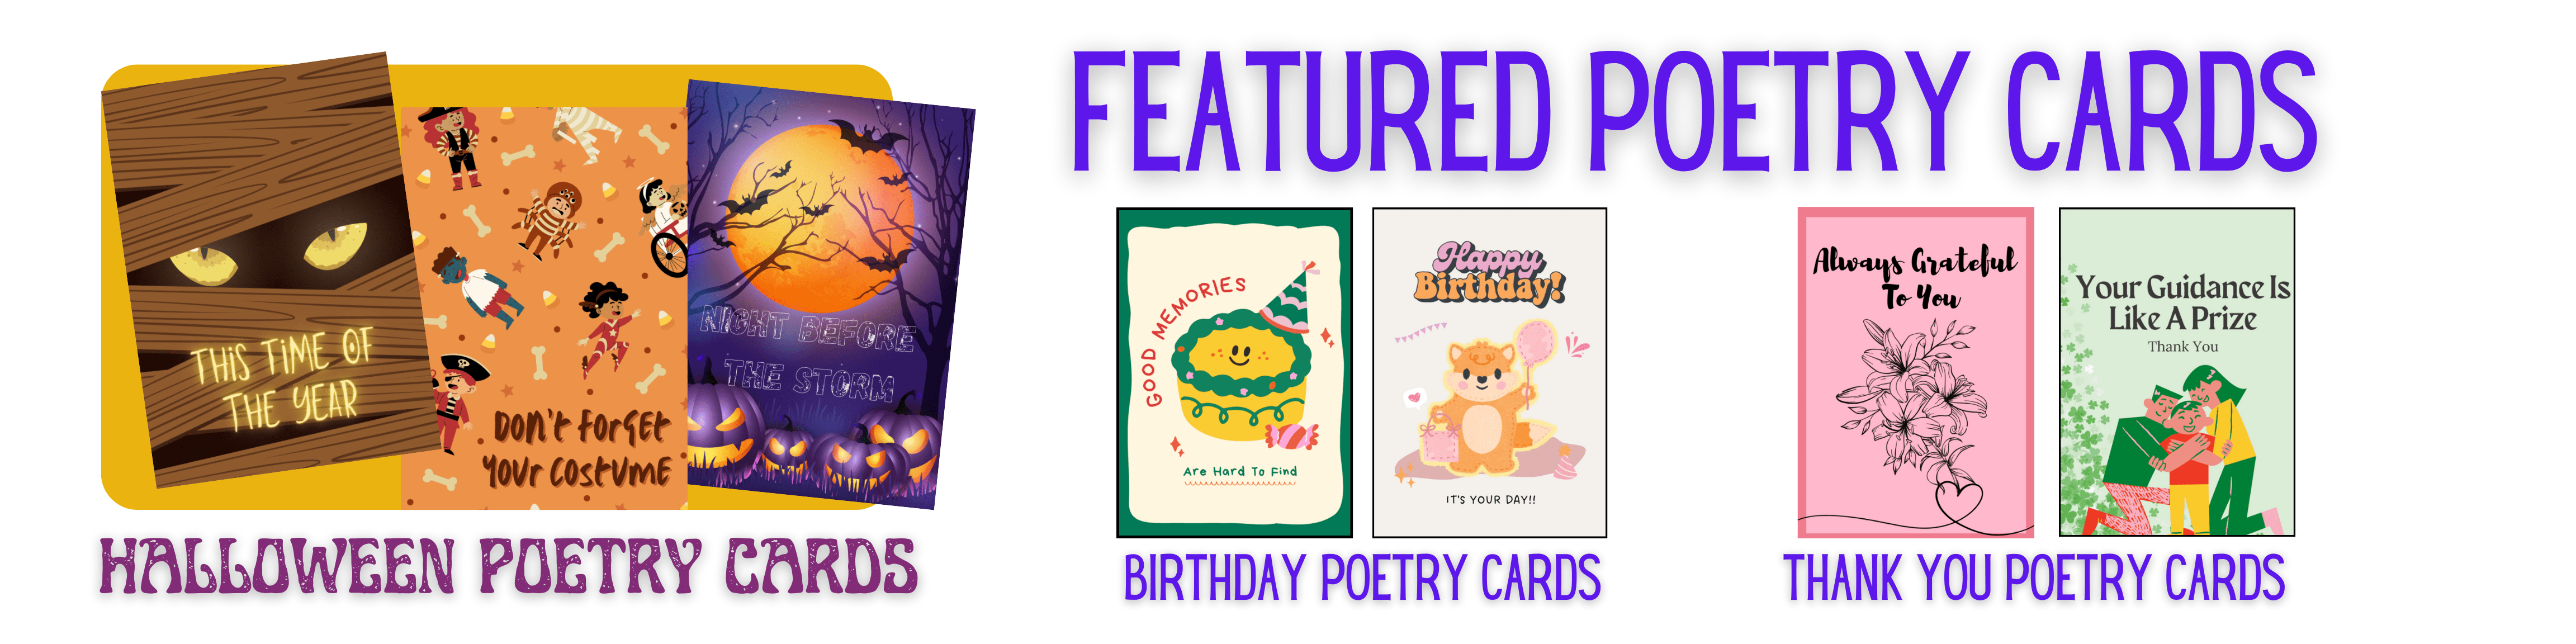 THIS TIME OF
THE YEAR
DON'T FORGET
YOUR COSTUME
NIGHT BEFORE
THE STORM
HALLOWEEN POETRY CARDS
FEATURED POETRY CARDS
GOOD MEMORIES
Are Hard To Find
Happy
Birthday!
IT'S YOUR DAY!!
BIRTHDAY POETRY CARDS
Always Grateful
To You
Your Guidance Is
Like A Prize
Thank You
THANK YOU POETRY CARDS